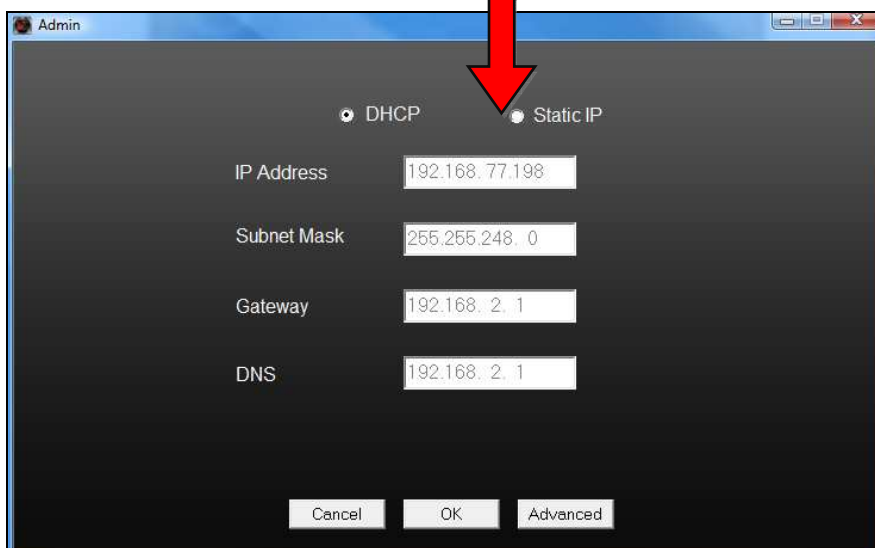 Admin
DHCP Static IP
IP Address 192.168. 77.198
Subnet Mask 255.255.248. 0
Gateway 192.168. 2. 1
DNS 192.168. 2. 1
Cancel OK Advanced